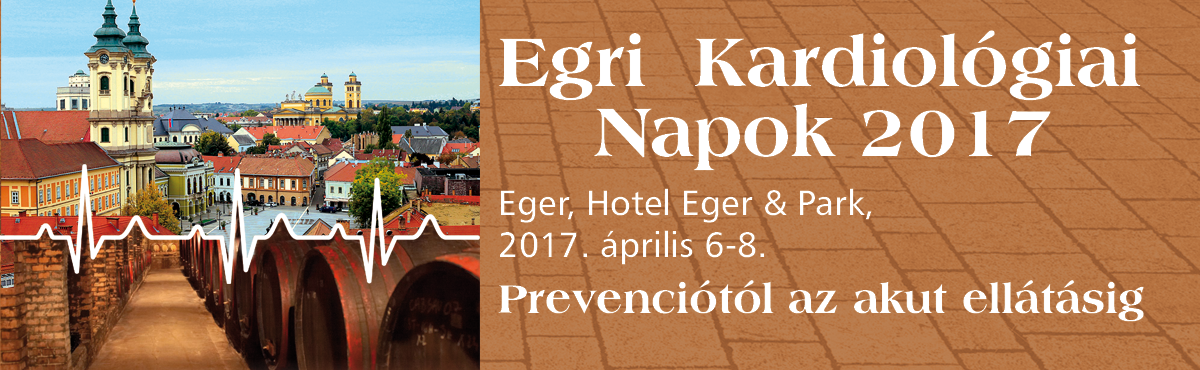 Egri Kardiológiai
Napok 2017
Eger, Hotel Eger & Park,
2017. április 6-8.
Prevenciótól az akut ellátásig